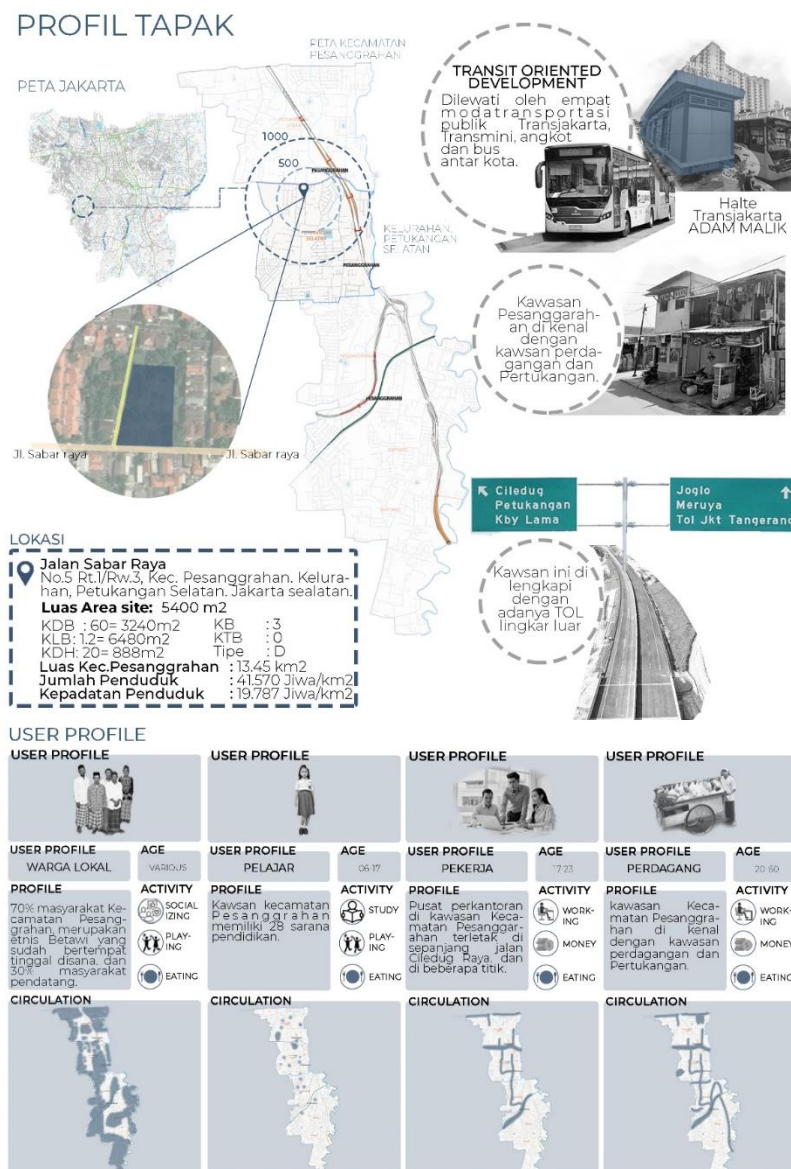 PROFIL TAPAK
PETA KECAMATAN
PESANGGRAHAN
PETA JAKARTA
1000
500
PESANGGRAHAN
SELATAN
KELURAHAN,
PETUKANGAN
SELATAN
PESANGGRAHAN
PESANGGRAHAN
TRANSIT ORIENTED
DEVELOPMENT
Dilewati oleh empat
modatransportasi
publik Transjakarta,
Transmini, angkot
dan bus
antar kota.
Halte
Transjakarta
ADAM MALIK
Kawasan
Pesanggarah-
an di kenal
dengan
kawsan perda-
gangan dan
Pertukangan.
Jl. Sabar raya
Jl. Sabar raya
Ciledug
Petukangan
Kby Lama
Joglo
Meruya
Tol Jkt Tangerang
Kawsan ini di
lengkapi
dengan
adanya TOL
lingkar luar
LOKASI
Jalan Sabar Raya
No.5 Rt.1/Rw.3, Kec. Pesanggrahan. Kelura-
han, Petukangan Selatan. Jakarta sealatan.
Luas Area site: 5400 m2
KDB : 60= 3240m2 KB : 3
KLB: 1.2= 6480m2 KTB : 0
KDH: 20= 888m2 Tipe : D
Luas Kec.Pesanggrahan : 13.45 km2
Jumlah Penduduk : 41.570 Jiwa/km2
Kepadatan Penduduk : 19.787 Jiwa/km2
USER PROFILE
USER PROFILE
USER PROFILE AGE
WARGA LOKAL VARIOUS
PROFILE
70% masyarakat Ke-
camatan Pesang-
grahan, merupakan
etnis Betawi yang
sudah bertempat
tinggal disana. dan
30% masyarakat
pendatang.
ACTIVITY
SOCIAL
IZING
PLAY-
ING
EATING
CIRCULATION
USER PROFILE
USER PROFILE AGE
PELAJAR 06-17
PROFILE
Kawsan kecamatan
Pesanggrahan
memiliki 28 sarana
pendidikan.
ACTIVITY
STUDY
PLAY-
ING
EATING
CIRCULATION
USER PROFILE
USER PROFILE AGE
PEKERJA 17-23
PROFILE
Pusat perkantoran
di kawasan Keca-
matan Pesanggar-
ahan terletak di
sepanjang jalan
Ciledug Raya. dan
di beberapa titik.
ACTIVITY
WORK-
ING
MONEY
EATING
CIRCULATION
USER PROFILE
USER PROFILE AGE
PERDAGANG 20-60
PROFILE
kawasan Keca-
matan Pesanggra-
han di kenal
dengan kawasan
perdagangan dan
Pertukangan.
ACTIVITY
WORK-
ING
MONEY
EATING
CIRCULATION